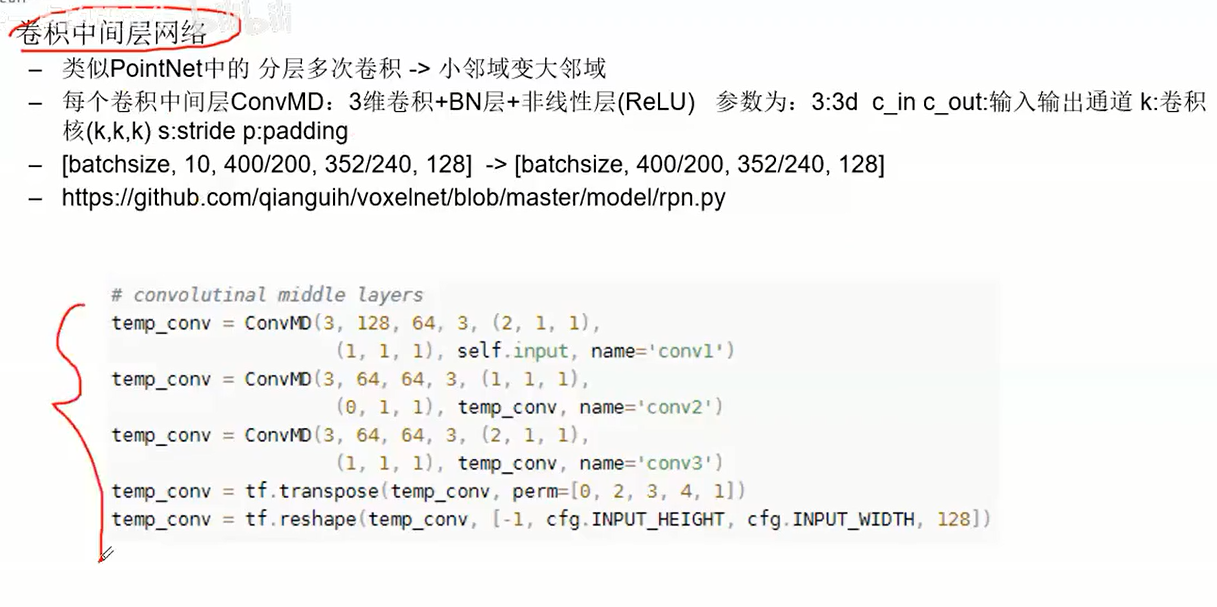 卷积中间层网络
– 类似PointNet中的 分层多次卷积 -> 小邻域变大邻域
– 每个卷积中间层ConvMD：3维卷积+BN层+非线性层(ReLU) 参数为：3:3d c_in c_out:输入输出通道 k:卷积
核(k,k,k) s:stride p:padding
– [batchsize, 10, 400/200, 352/240, 128] -> [batchsize, 400/200, 352/240, 128]
– https://github.com/qianguih/voxelnet/blob/master/model/rpn.py
# convolutinal middle layers
temp_conv = ConvMD(3, 128, 64, 3, (2, 1, 1),
(1, 1, 1), self.input, name='conv1')
temp_conv = ConvMD(3, 64, 64, 3, (1, 1, 1),
(0, 1, 1), temp_conv, name='conv2')
temp_conv = ConvMD(3, 64, 64, 3, (2, 1, 1),
(1, 1, 1), temp_conv, name='conv3')
temp_conv = tf.transpose(temp_conv, perm=[0, 2, 3, 4, 1])
temp_conv = tf.reshape(temp_conv, [-1, cfg.INPUT_HEIGHT, cfg.INPUT_WIDTH, 128])